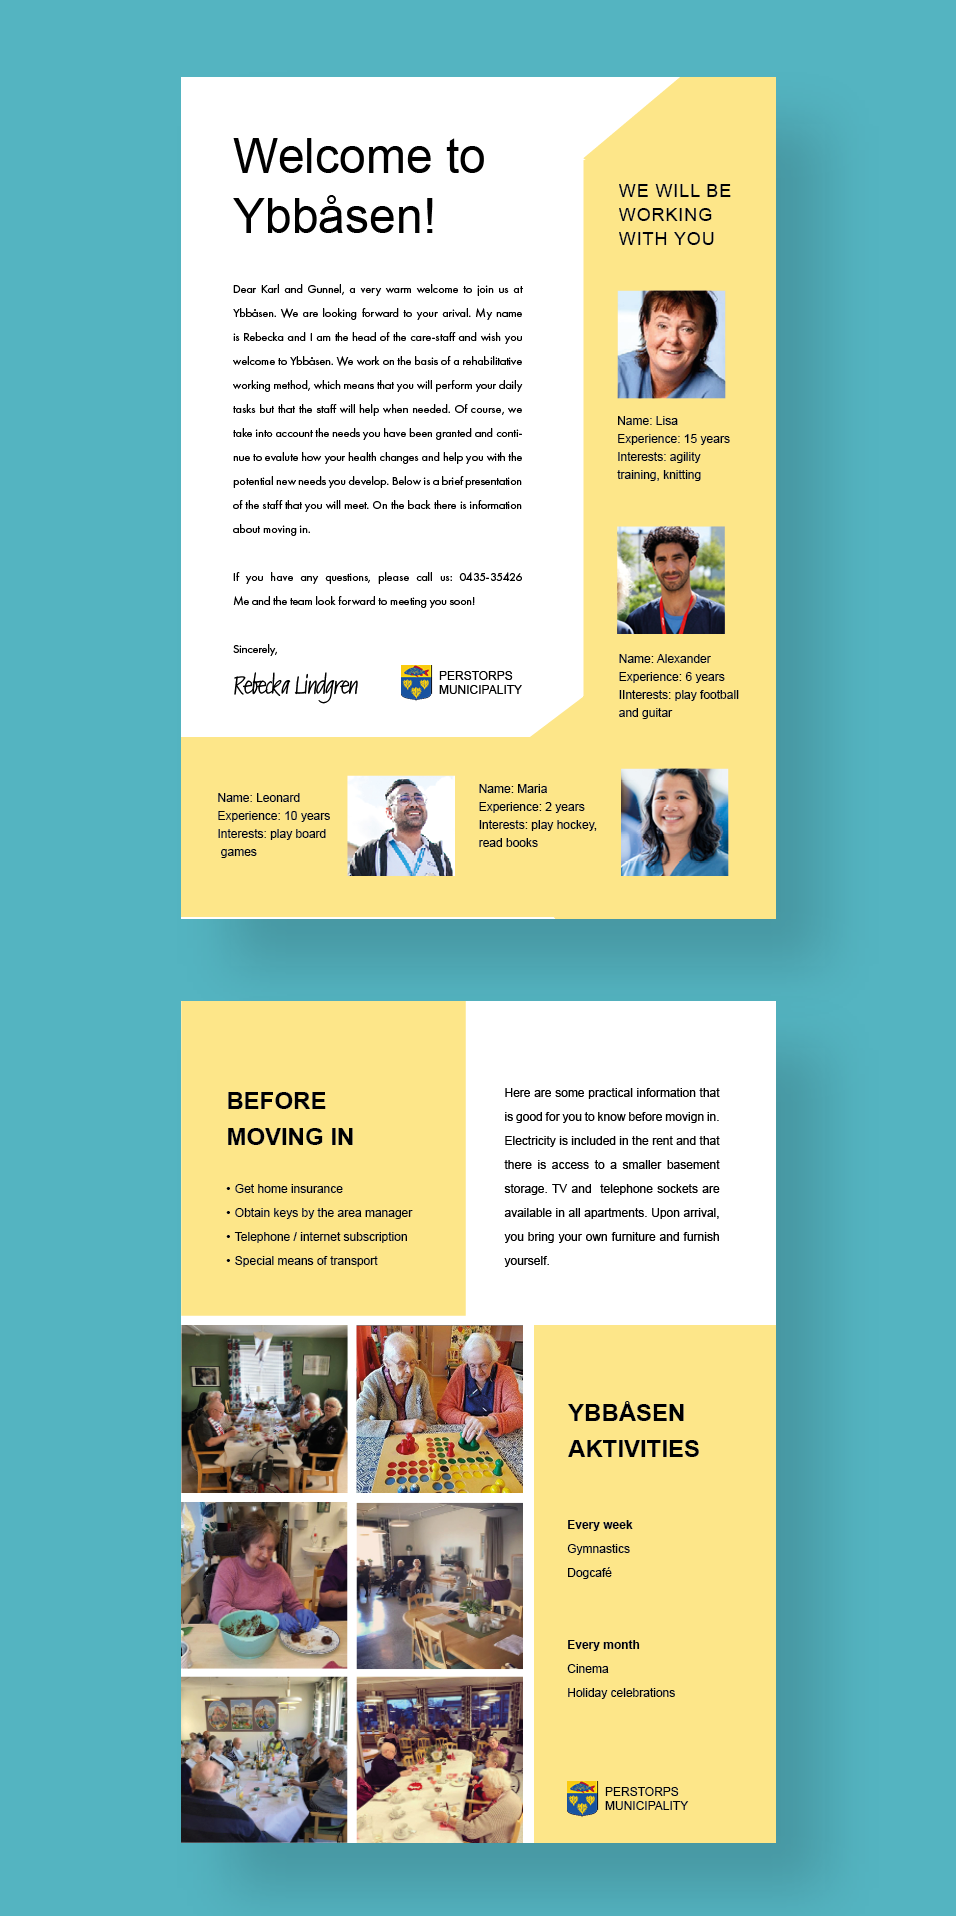 Welcome to
Ybbåsen!
Dear Karl and Gunnel, a very warm welcome to join us at
Ybbåsen. We are looking forward to your arival. My name
is Rebecka and I am the head of the care-staff and wish you
welcome to Ybbåsen. We work on the basis of a rehabilitative
working method, which means that you will perform your daily
tasks but that the staff will help when needed. Of course, we
take into account the needs you have been granted and conti-
nue to evalute how your health changes and help you with the
potential new needs you develop. Below is a brief presentation
of the staff that you will meet. On the back there is information
about moving in.
If you have any questions, please call us: 0435-35426
Me and the team look forward to meeting you soon!
Sincerely,
Rebecka Lindgren
PERSTORPS
MUNICIPALITY
WE WILL BE
WORKING
WITH YOU
Name: Lisa
Experience: 15 years
Interests: agility
training, knitting
Name: Alexander
Experience: 6 years
IInterests: play football
and guitar
Name: Leonard
Experience: 10 years
Interests: play board
games
Name: Maria
Experience: 2 years
Interests: play hockey,
read books
BEFORE
MOVING IN
• Get home insurance
• Obtain keys by the area manager
• Telephone / internet subscription
• Special means of transport
Here are some practical information that
is good for you to know before movign in.
Electricity is included in the rent and that
there is access to a smaller basement
storage. TV and telephone sockets are
available in all apartments. Upon arrival,
you bring your own furniture and furnish
yourself.
YBBÅSEN
AKTIVITIES
Every week
Gymnastics
Dogcafé
Every month
Cinema
Holiday celebrations
PERSTORPS
MUNICIPALITY